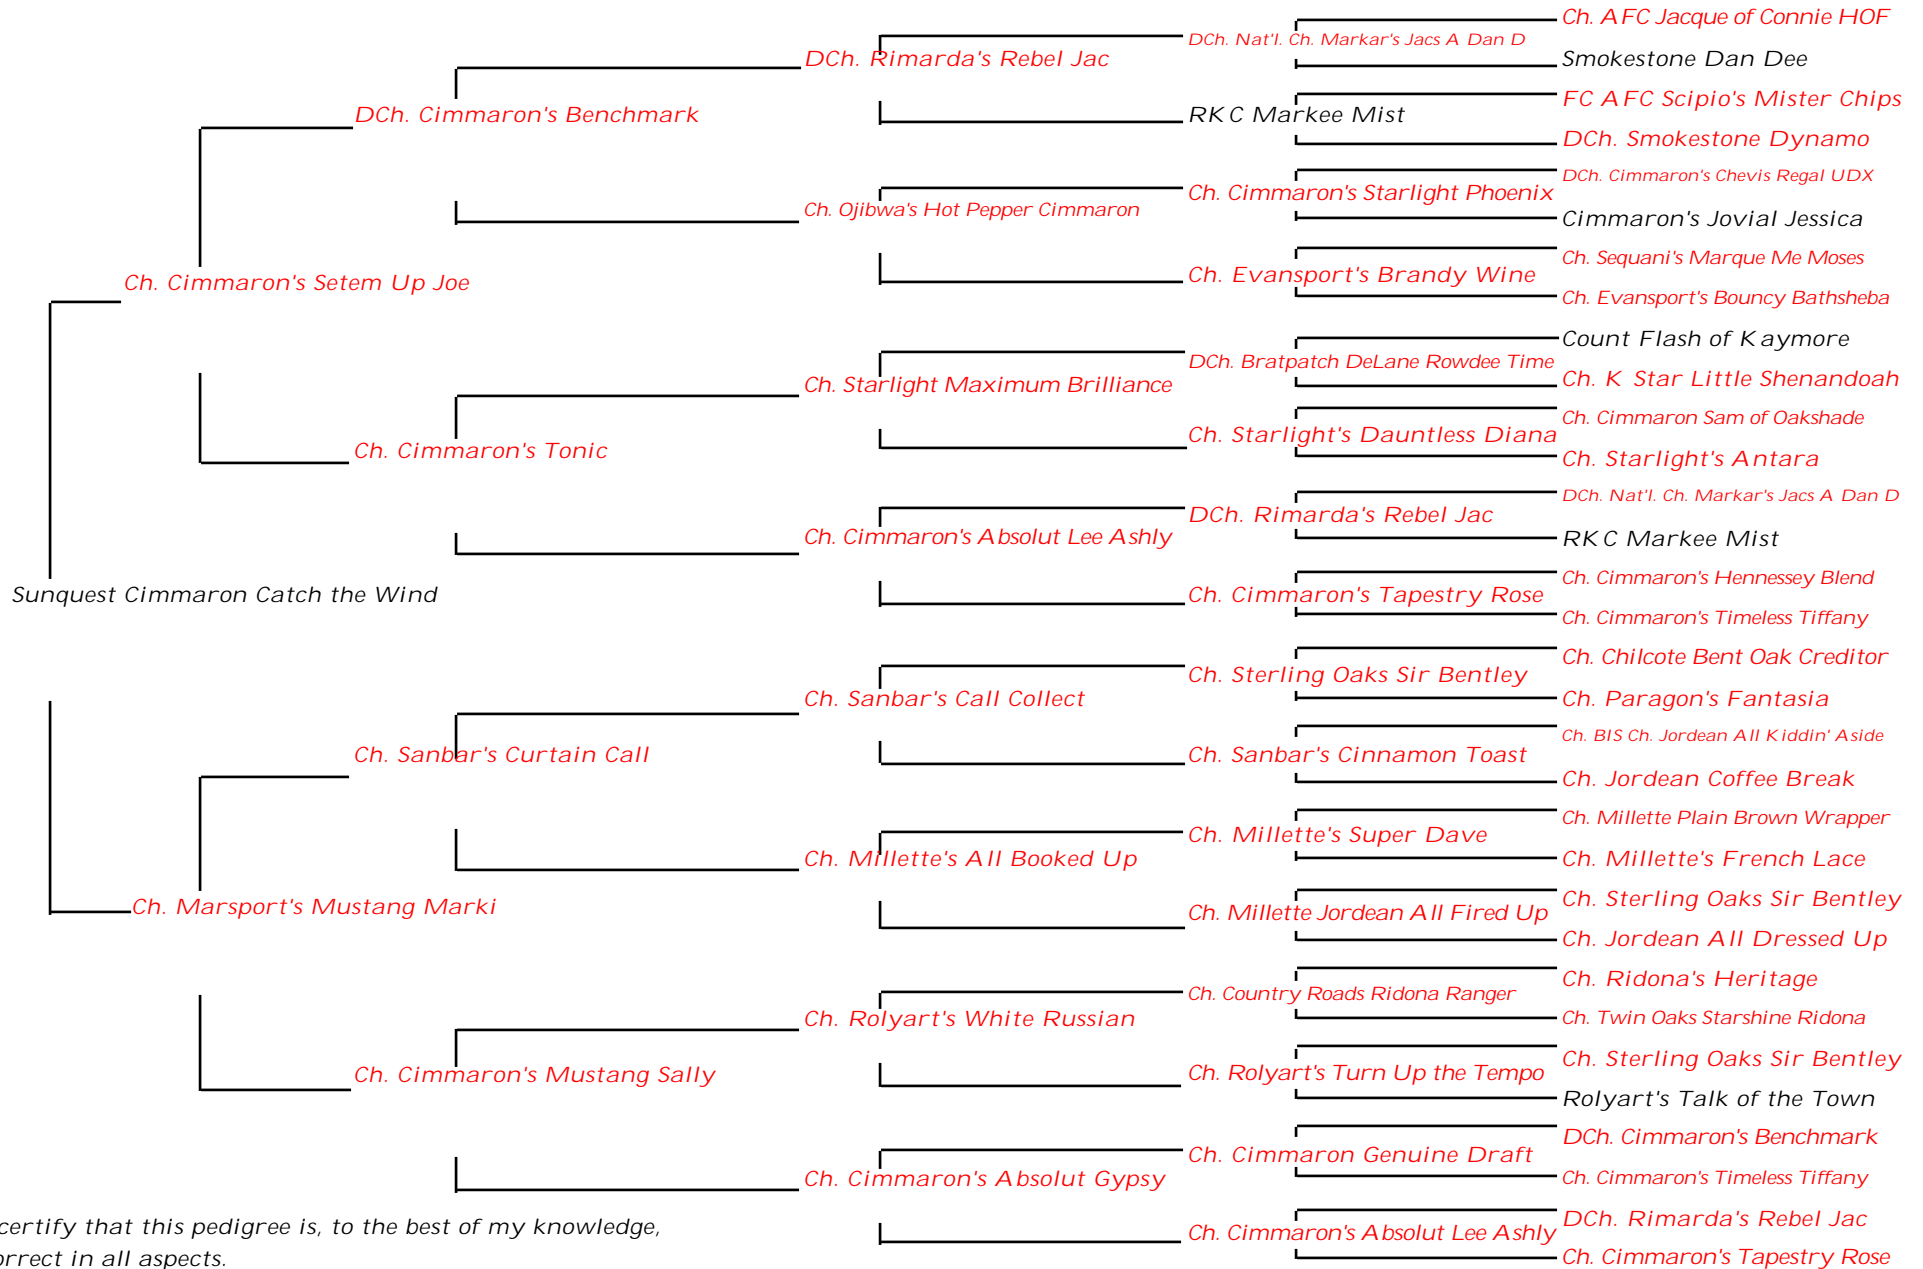 Ch. AFC Jacque of Connie HOF
DCh. Nat'l. Ch. Markar's Jacs A Dan D
DCh. Rimarda's Rebel Jac
Smokestone Dan Dee
FC AFC Scipio's Mister Chips
DCh. Cimmaron's Benchmark
RKC Markee Mist
DCh. Smokestone Dynamo
DCh. Cimmaron's Chevis Regal UDX
Ch. Cimmaron's Starlight Phoenix
Ch. Ojibwa's Hot Pepper Cimmaron
Cimmaron's Jovial Jessica
Ch. Sequani's Marque Me Moses
Ch. Evansport's Brandy Wine
Ch. Cimmaron's Setem Up Joe
Ch. Evansport's Bouncy Bathsheba
Count Flash of Kaymore
DCh. Bratpatch DeLane Rowdee Time
Ch. K Star Little Shenandoah
Ch. Starlight Maximum Brilliance
Ch. Cimmaron Sam of Oakshade
Ch. Starlight's Dauntless Diana
Ch. Cimmaron's Tonic
Ch. Starlight's Antara
DCh. Nat'l. Ch. Markar's Jacs A Dan D
DCh. Rimarda's Rebel Jac
Ch. Cimmaron's Absolut Lee Ashly
RKC Markee Mist
Ch. Cimmaron's Hennessey Blend
Sunquest Cimmaron Catch the Wind
Ch. Cimmaron's Tapestry Rose
Ch. Cimmaron's Timeless Tiffany
Ch. Chilcote Bent Oak Creditor
Ch. Sterling Oaks Sir Bentley
Ch. Sanbar's Call Collect
Ch. Paragon's Fantasia
Ch. BIS Ch. Jordean All Kiddin' Aside
Ch. Sanbar's Curtain Call
Ch. Sanbar's Cinnamon Toast
Ch. Jordean Coffee Break
Ch. Millette Plain Brown Wrapper
Ch. Millette's Super Dave
Ch. Millette's All Booked Up
Ch. Millette's French Lace
Ch. Sterling Oaks Sir Bentley
Ch. Marsport's Mustang Marki
Ch. Millette Jordean All Fired Up
Ch. Jordean All Dressed Up
Ch. Ridona's Heritage
Ch. Country Roads Ridona Ranger
Ch. Rolyart's White Russian
Ch. Twin Oaks Starshine Ridona
Ch. Sterling Oaks Sir Bentley
Ch. Cimmaron's Mustang Sally
Ch. Rolyart's Turn Up the Tempo
Rolyart's Talk of the Town
DCh. Cimmaron's Benchmark
Ch. Cimmaron Genuine Draft
Ch. Cimmaron's Absolut Gypsy
Ch. Cimmaron's Timeless Tiffany
DCh. Rimarda's Rebel Jac
Ch. Cimmaron's Absolut Lee Ashly
Ch. Cimmaron's Tapestry Rose
certify that this pedigree is, to the best of my knowledge,
orrect in all aspects.